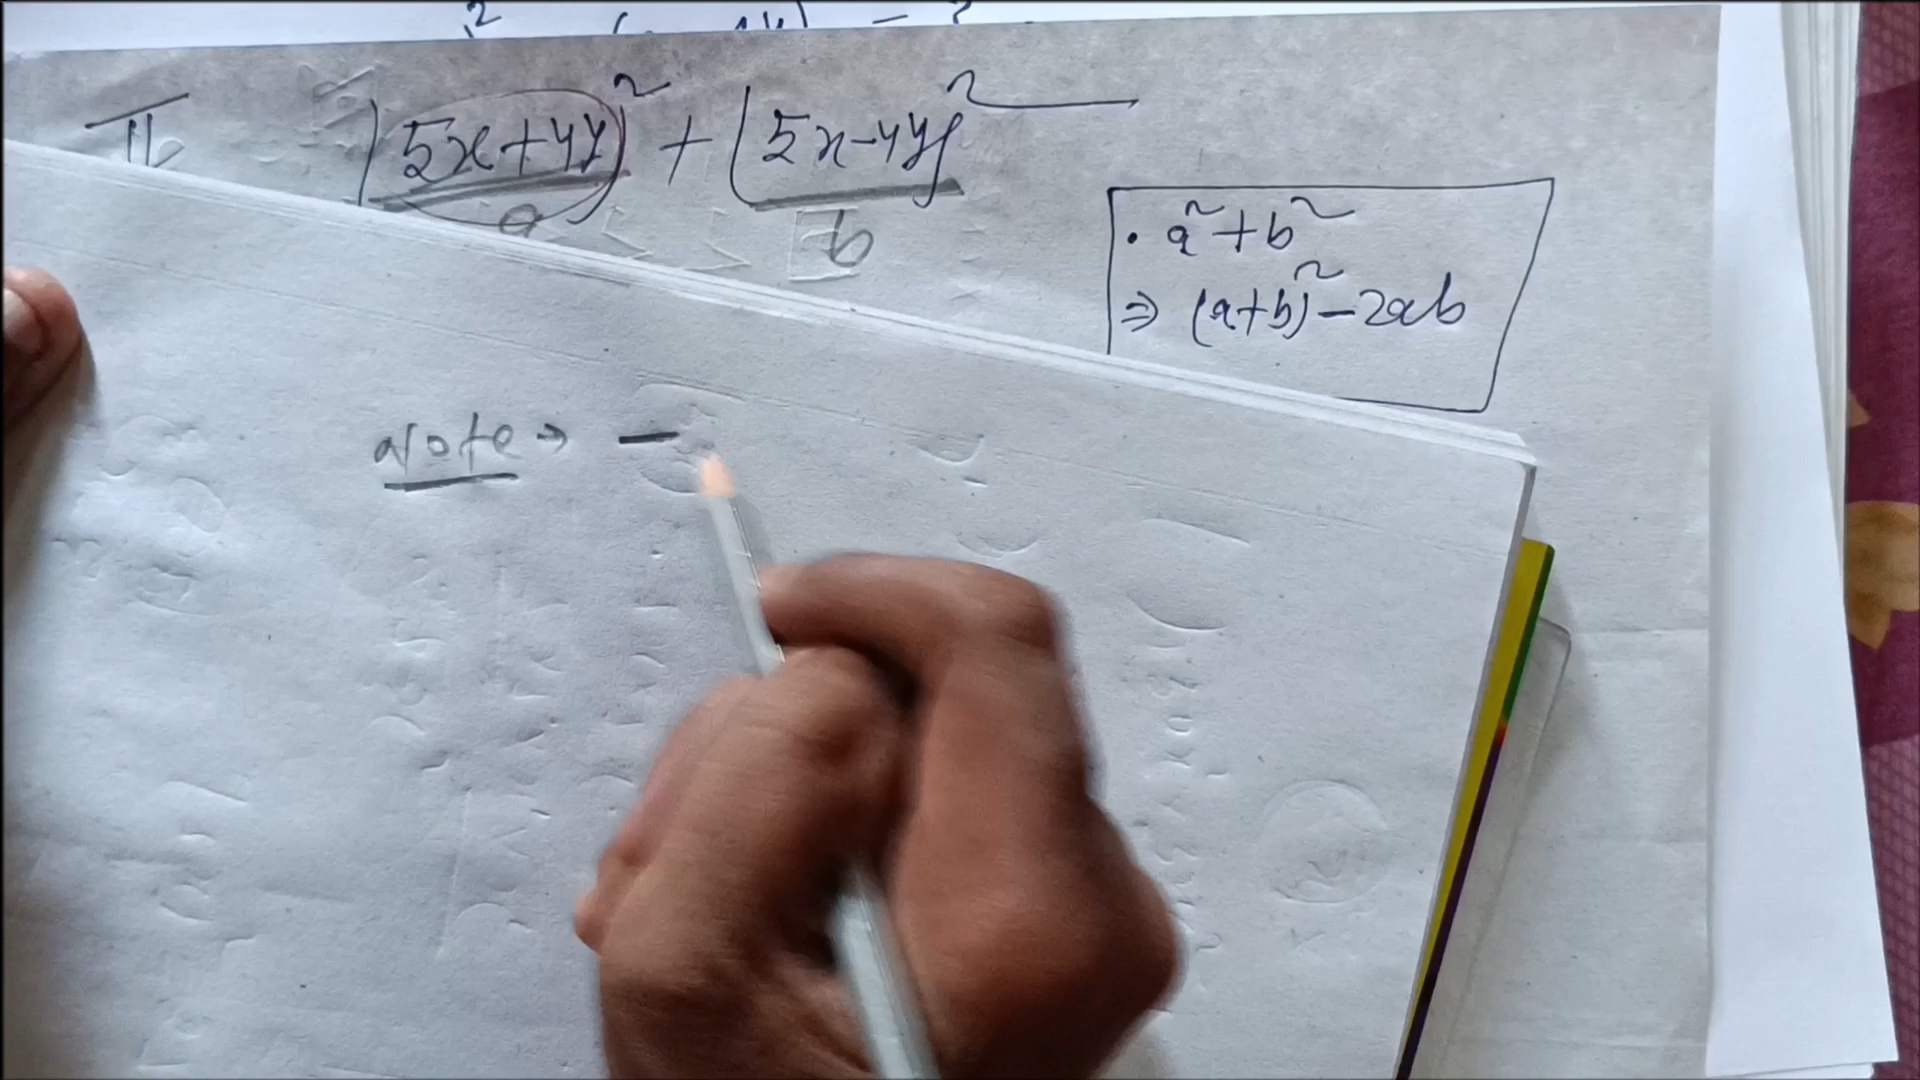 II (5x+4y)² + (5x-4y)²
a b
• a²+b²
⇒ (a+b)²-2ab
Note → -